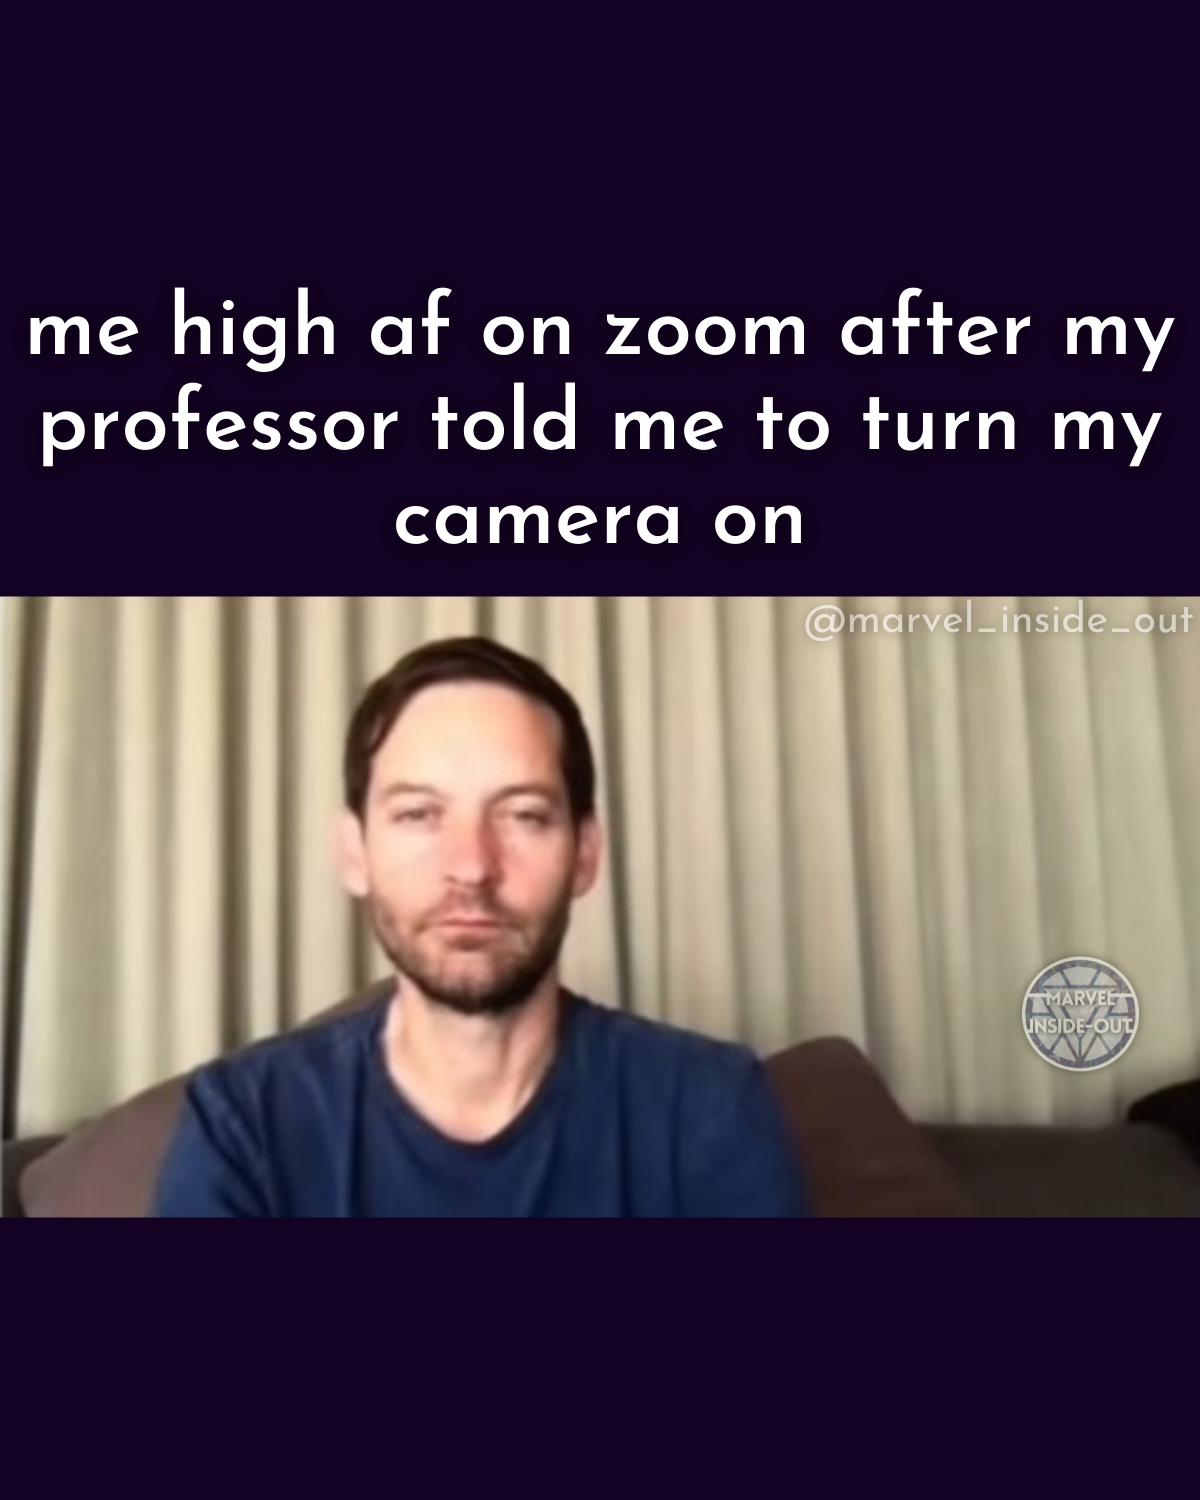 me high af on zoom after my
professor told me to turn my
camera on
@marvel_inside_out
MARVEL
INSIDE-OUT